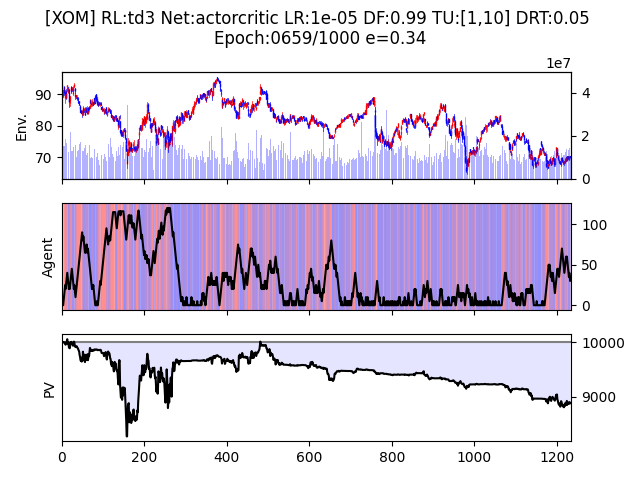 [XOM] RL:td3 Net:actorcritic LR:1e-05 DF:0.99 TU:[1,10] DRT:0.05
Epoch:0659/1000 e=0.34
1e7
Env.
90
80
70
4
2
0
Agent
100
50
0
PV
10000
9000
0 200 400 600 800 1000 1200